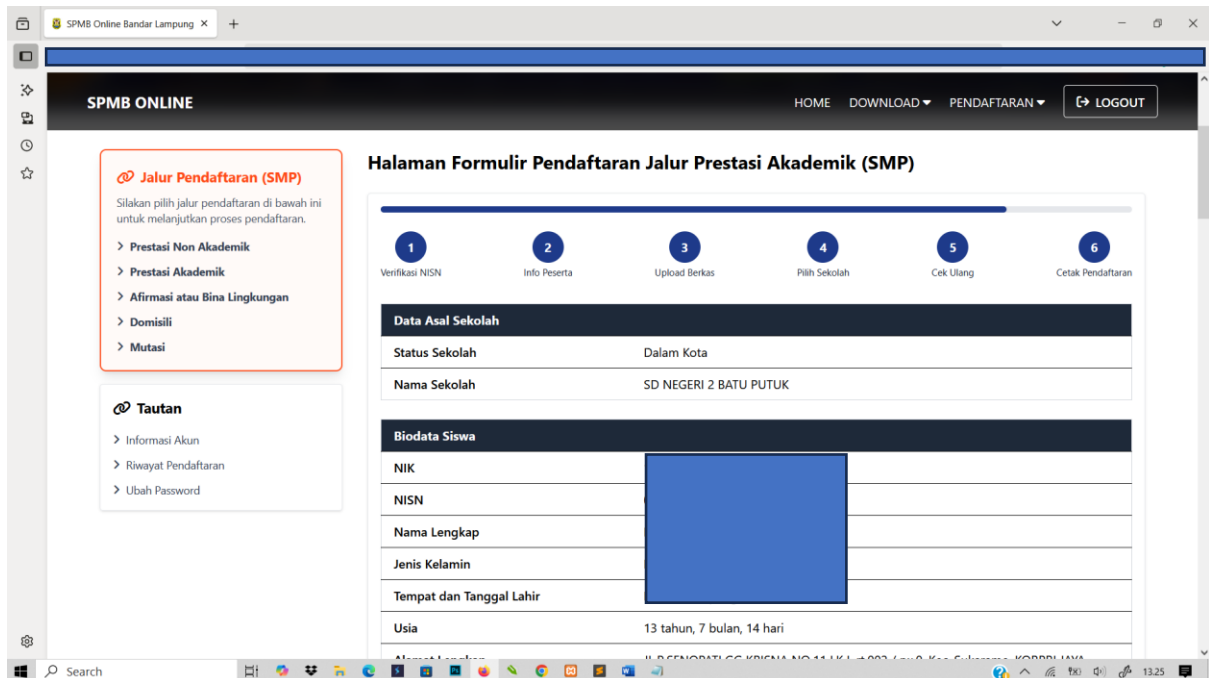 SPMB Online Bandar Lampung
SPMB ONLINE
HOME DOWNLOAD PENDAFTARAN LOGOUT
Jalur Pendaftaran (SMP)
Silakan pilih jalur pendaftaran di bawah ini
untuk melanjutkan proses pendaftaran.
Prestasi Non Akademik
Prestasi Akademik
Afirmasi atau Bina Lingkungan
Domisili
Mutasi
Tautan
Informasi Akun
Riwayat Pendaftaran
Ubah Password
Halaman Formulir Pendaftaran Jalur Prestasi Akademik (SMP)
1 2 3 4 5 6
Verifikasi NISN Info Peserta Upload Berkas Pilih Sekolah Cek Ulang Cetak Pendaftaran
Data Asal Sekolah
Status Sekolah Dalam Kota
Nama Sekolah SD NEGERI 2 BATU PUTUK
Biodata Siswa
NIK
NISN
Nama Lengkap
Jenis Kelamin
Tempat dan Tanggal Lahir
Usia 13 tahun, 7 bulan, 14 hari
Search 13.25